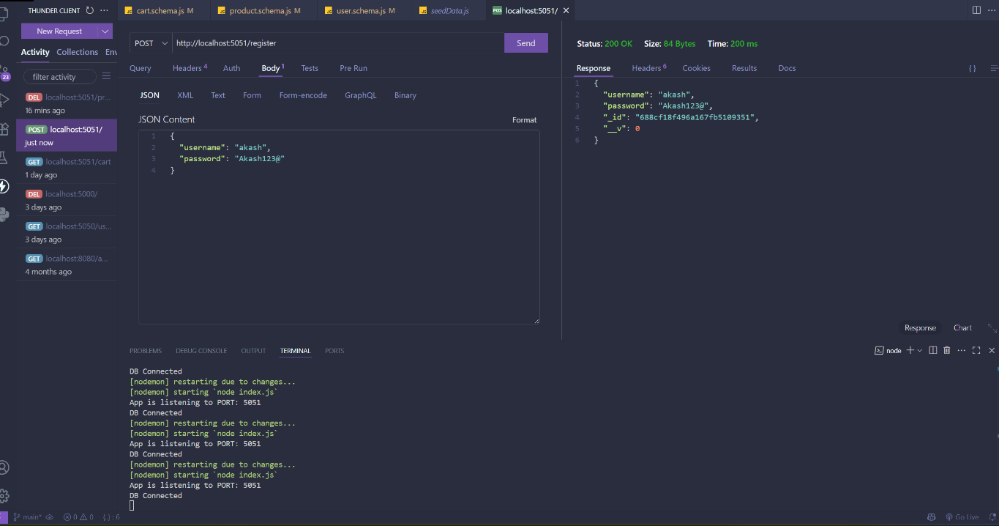 THUNDER CLIENT
cart.schema.js M
product.schema.js M
user.schema.js M
seedData.js
POS localhost:5051/
New Request
Activity Collections Env
filter activity
DEL localhost:5051/pr...
16 mins ago
POST localhost:5051/
just now
GET localhost:5051/cart
1 day ago
DEL localhost:5000/
3 days ago
GET localhost:5050/us...
3 days ago
GET localhost:8080/a...
4 months ago
23
POST http://localhost:5051/register Send
Query Headers 4 Auth Body 1 Tests Pre Run
JSON XML Text Form Form-encode GraphQL Binary
JSON Content Format
1 {
2 "username": "akash",
3 "password": "Akash123@"
4 }
Status: 200 OK Size: 84 Bytes Time: 200 ms
Response Headers 6 Cookies Results Docs { }
1 {
2 "username": "akash",
3 "password": "Akash123@",
4 "_id": "688cf18f496a167fb5109351",
5 "__v": 0
6 }
Response Chart
PROBLEMS DEBUG CONSOLE OUTPUT TERMINAL PORTS
node
DB Connected
[nodemon] restarting due to changes...
[nodemon] starting `node index.js`
App is listening to PORT: 5051
DB Connected
[nodemon] restarting due to changes...
[nodemon] starting `node index.js`
App is listening to PORT: 5051
DB Connected
[nodemon] restarting due to changes...
[nodemon] starting `node index.js`
App is listening to PORT: 5051
DB Connected
main* 0 0 {..} : 6 Go Live